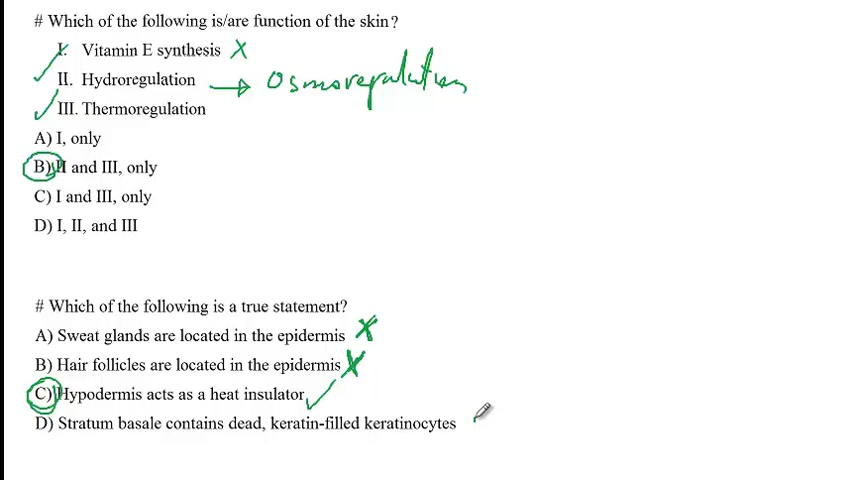 # Which of the following is/are function of the skin?
I. Vitamin E synthesis X
II. Hydroregulation → Osmoregulation
III. Thermoregulation
A) I, only
B) II and III, only
C) I and III, only
D) I, II, and III
# Which of the following is a true statement?
A) Sweat glands are located in the epidermis X
B) Hair follicles are located in the epidermis X
C) Hypodermis acts as a heat insulator
D) Stratum basale contains dead, keratin-filled keratinocytes